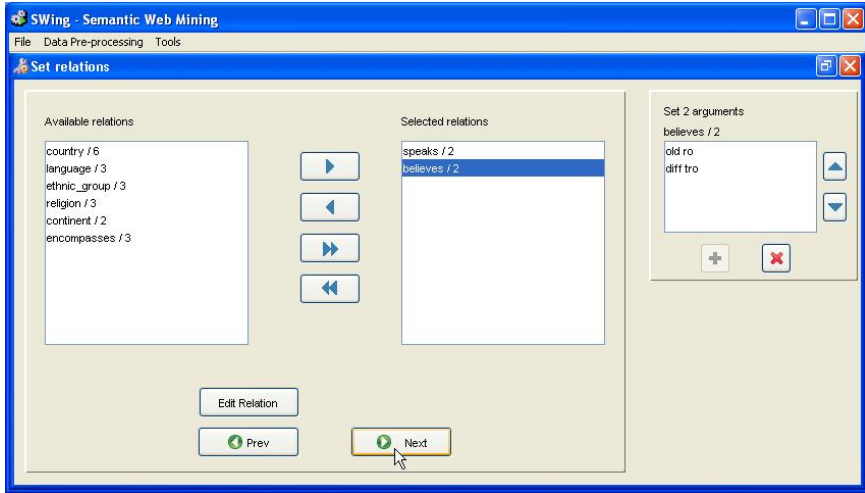 SWing - Semantic Web Mining
File Data Pre-processing Tools
Set relations
Available relations
country / 6
language / 3
ethnic_group / 3
religion / 3
continent / 2
encompasses / 3
Selected relations
speaks / 2
believes / 2
Edit Relation
Prev
Next
Set 2 arguments
believes / 2
old ro
diff tro